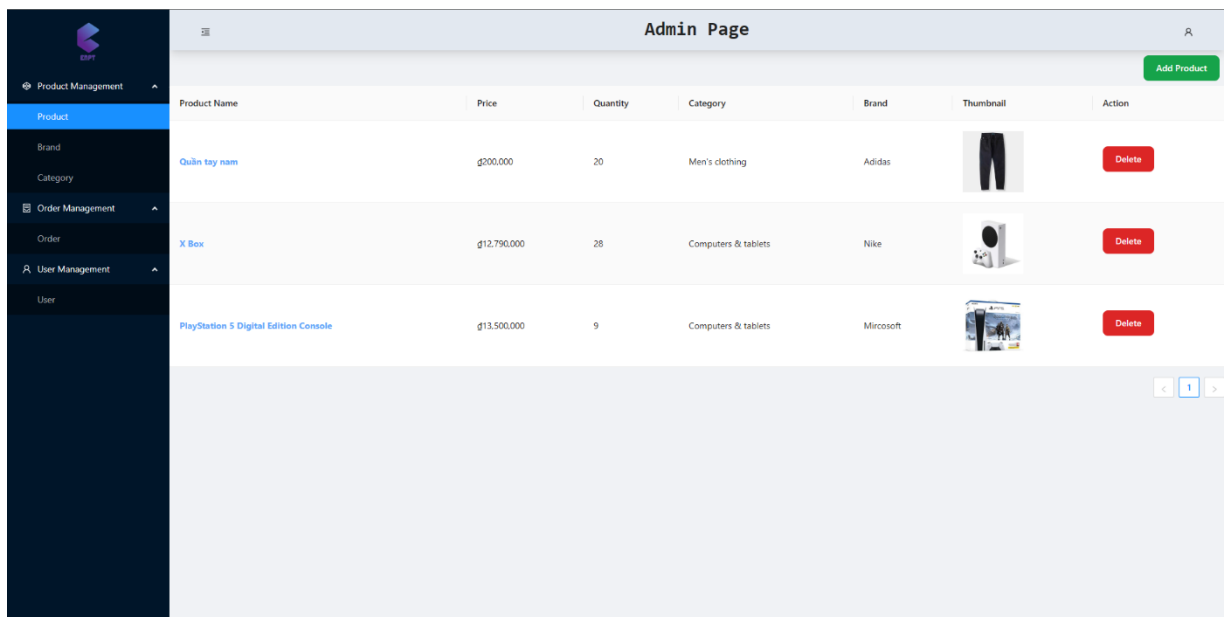 Admin Page
ESPT
Add Product
Product Management
Product
Brand
Category
Order Management
Order
User Management
User
Product Name Price Quantity Category Brand Thumbnail Action
Quần tay nam ₫200,000 20 Men's clothing Adidas Delete
X Box ₫12,790,000 28 Computers & tablets Nike Delete
PlayStation 5 Digital Edition Console ₫13,500,000 9 Computers & tablets Mircosoft Delete
< 1 >